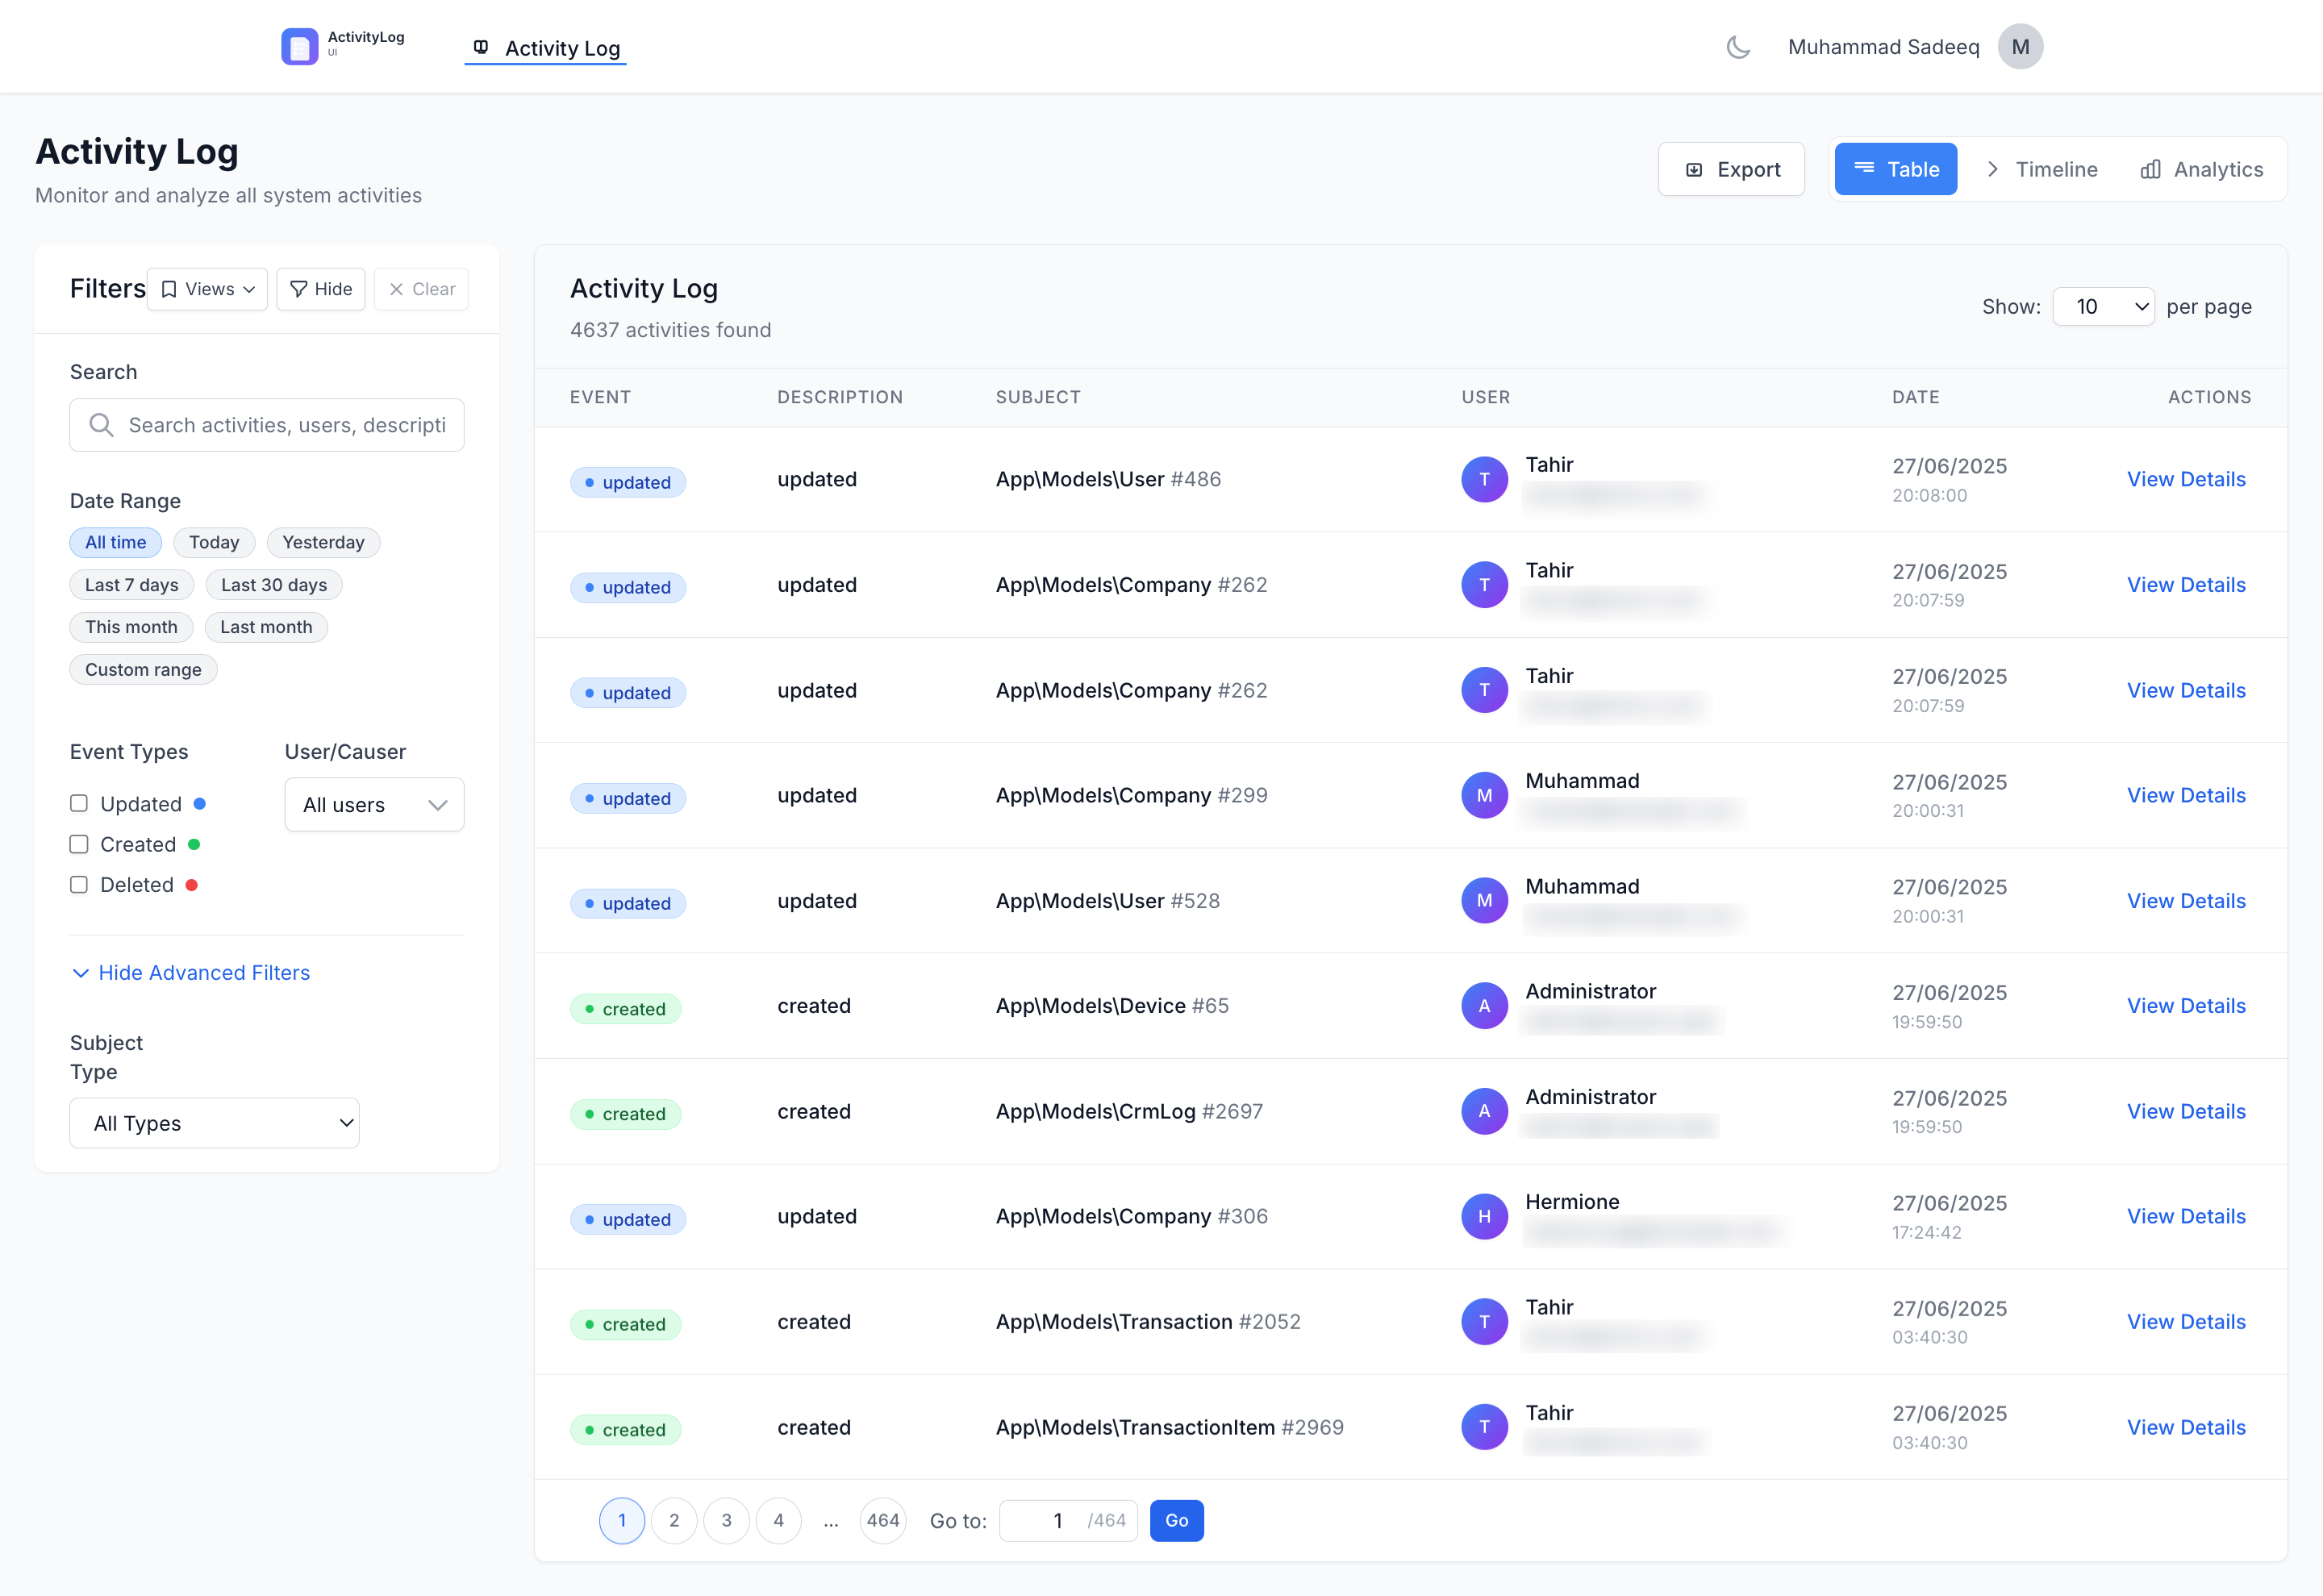 ActivityLog
UI
Activity Log
Muhammad Sadeeq
M
Activity Log
Monitor and analyze all system activities
Export
Table
Timeline
Analytics
Filters
Views
Hide
Clear
Search
Search activities, users, descripti
Date Range
All time
Today
Yesterday
Last 7 days
Last 30 days
This month
Last month
Custom range
Event Types
Updated
Created
Deleted
User/Causer
All users
Hide Advanced Filters
Subject
Type
All Types
Activity Log
4637 activities found
Show: 10 per page
EVENT DESCRIPTION SUBJECT USER DATE ACTIONS
updated updated App\Models\User #486 T Tahir 27/06/2025 View Details
20:08:00
updated updated App\Models\Company #262 T Tahir 27/06/2025 View Details
20:07:59
updated updated App\Models\Company #262 T Tahir 27/06/2025 View Details
20:07:59
updated updated App\Models\Company #299 M Muhammad 27/06/2025 View Details
20:00:31
updated updated App\Models\User #528 M Muhammad 27/06/2025 View Details
20:00:31
created created App\Models\Device #65 A Administrator 27/06/2025 View Details
19:59:50
created created App\Models\CrmLog #2697 A Administrator 27/06/2025 View Details
19:59:50
updated updated App\Models\Company #306 H Hermione 27/06/2025 View Details
17:24:42
created created App\Models\Transaction #2052 T Tahir 27/06/2025 View Details
03:40:30
created created App\Models\TransactionItem #2969 T Tahir 27/06/2025 View Details
03:40:30
1 2 3 4 ... 464 Go to: 1 /464 Go